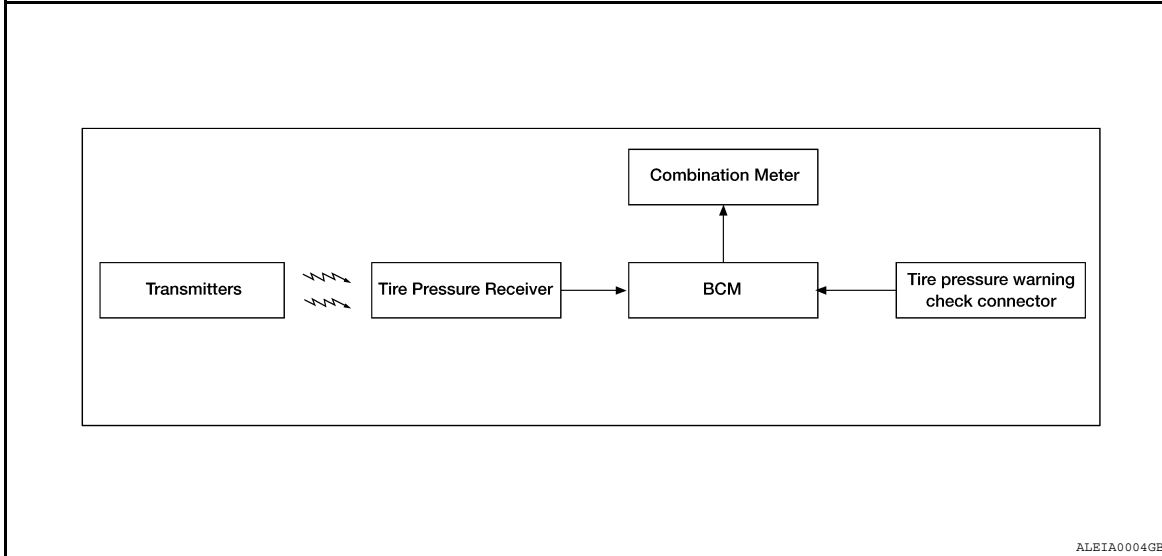 Combination Meter
Transmitters
Tire Pressure Receiver
BCM
Tire pressure warning
check connector
ALEIA0004GB